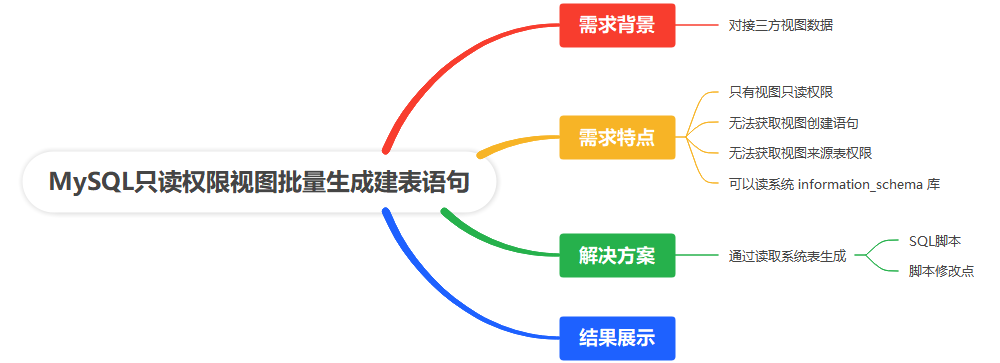 MySQL只读权限视图批量生成建表语句
需求背景
对接三方视图数据
需求特点
只有视图只读权限
无法获取视图创建语句
无法获取视图来源表权限
可以读系统 information_schema 库
解决方案
通过读取系统表生成
SQL脚本
脚本修改点
结果展示